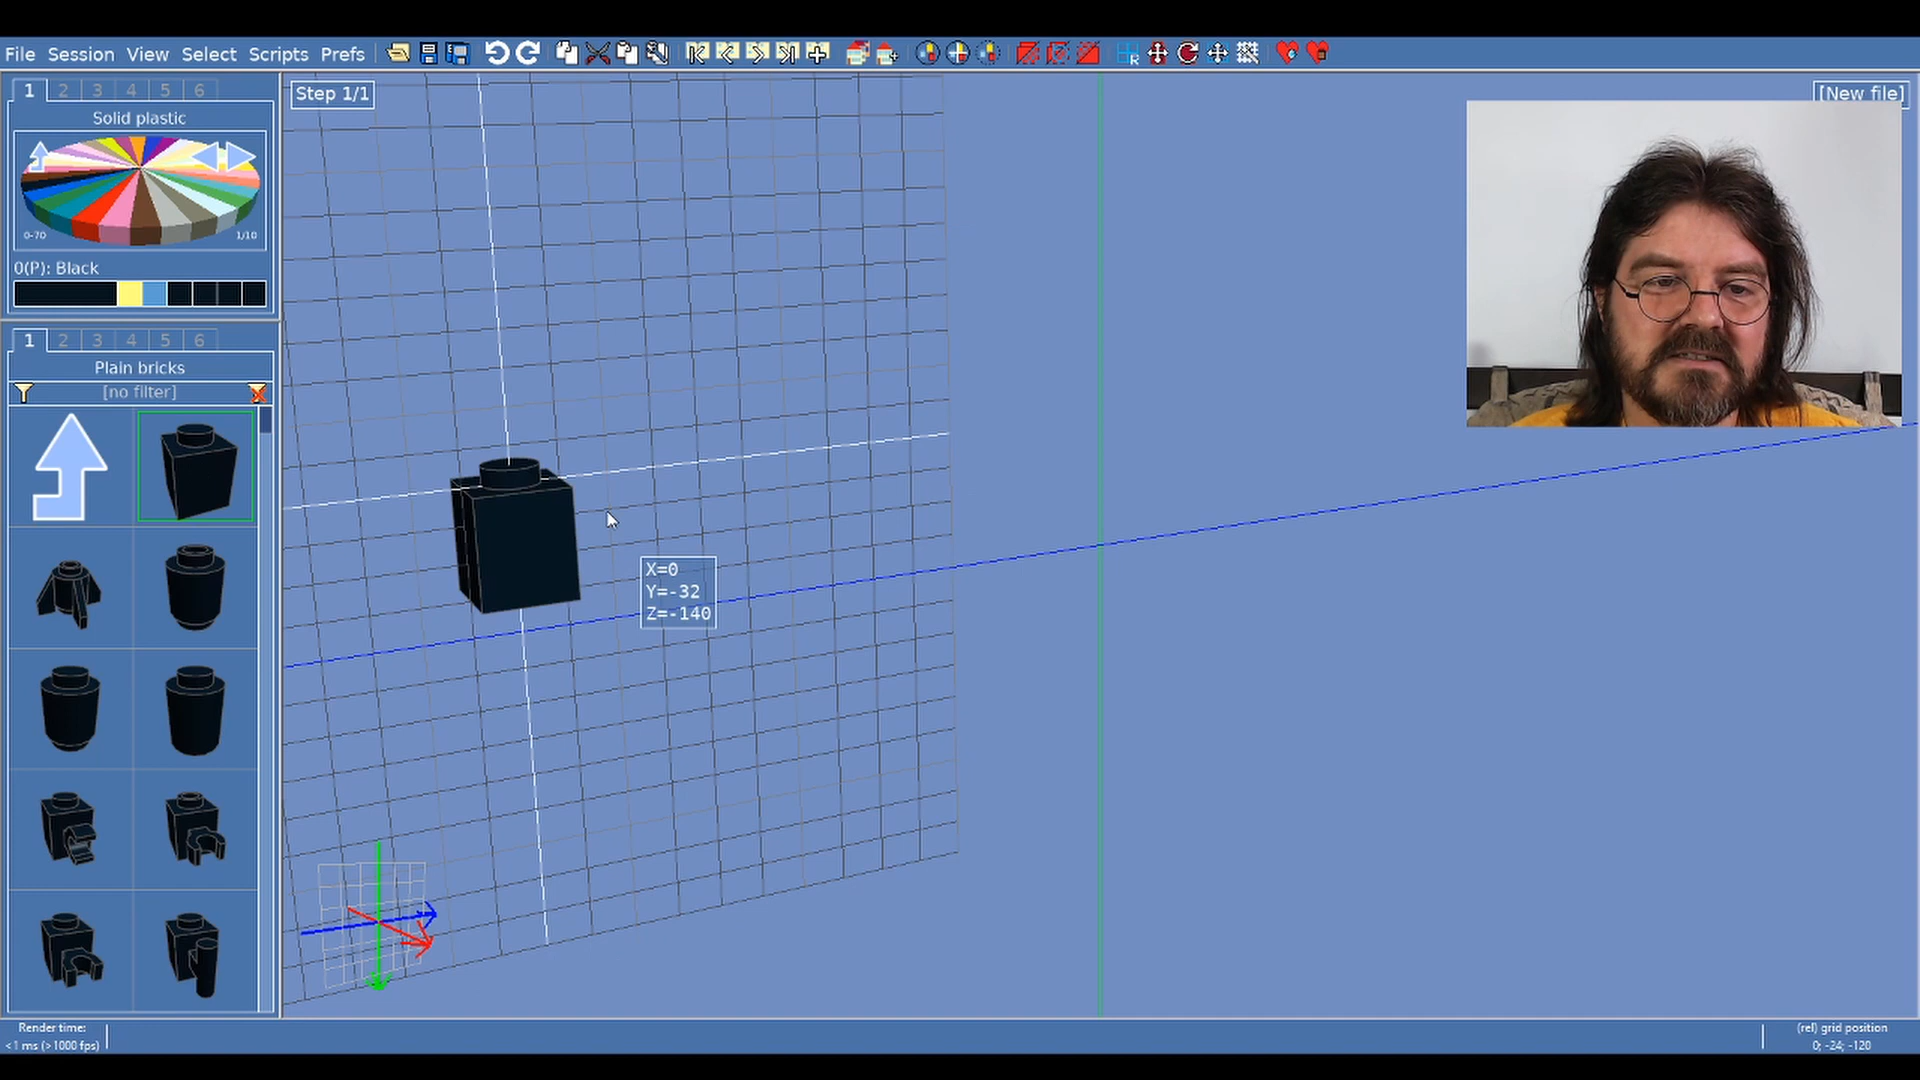 File Session View Select Scripts Prefs
1 2 3 4 5 6
Solid plastic
0-70 1/10
0(P): Black
1 2 3 4 5 6
Plain bricks
[no filter]
Step 1/1
[New file]
R
X=0
Y=-32
Z=-140
Render time:
<1 ms (>1000 fps)
(rel) grid position
0; -24; -120